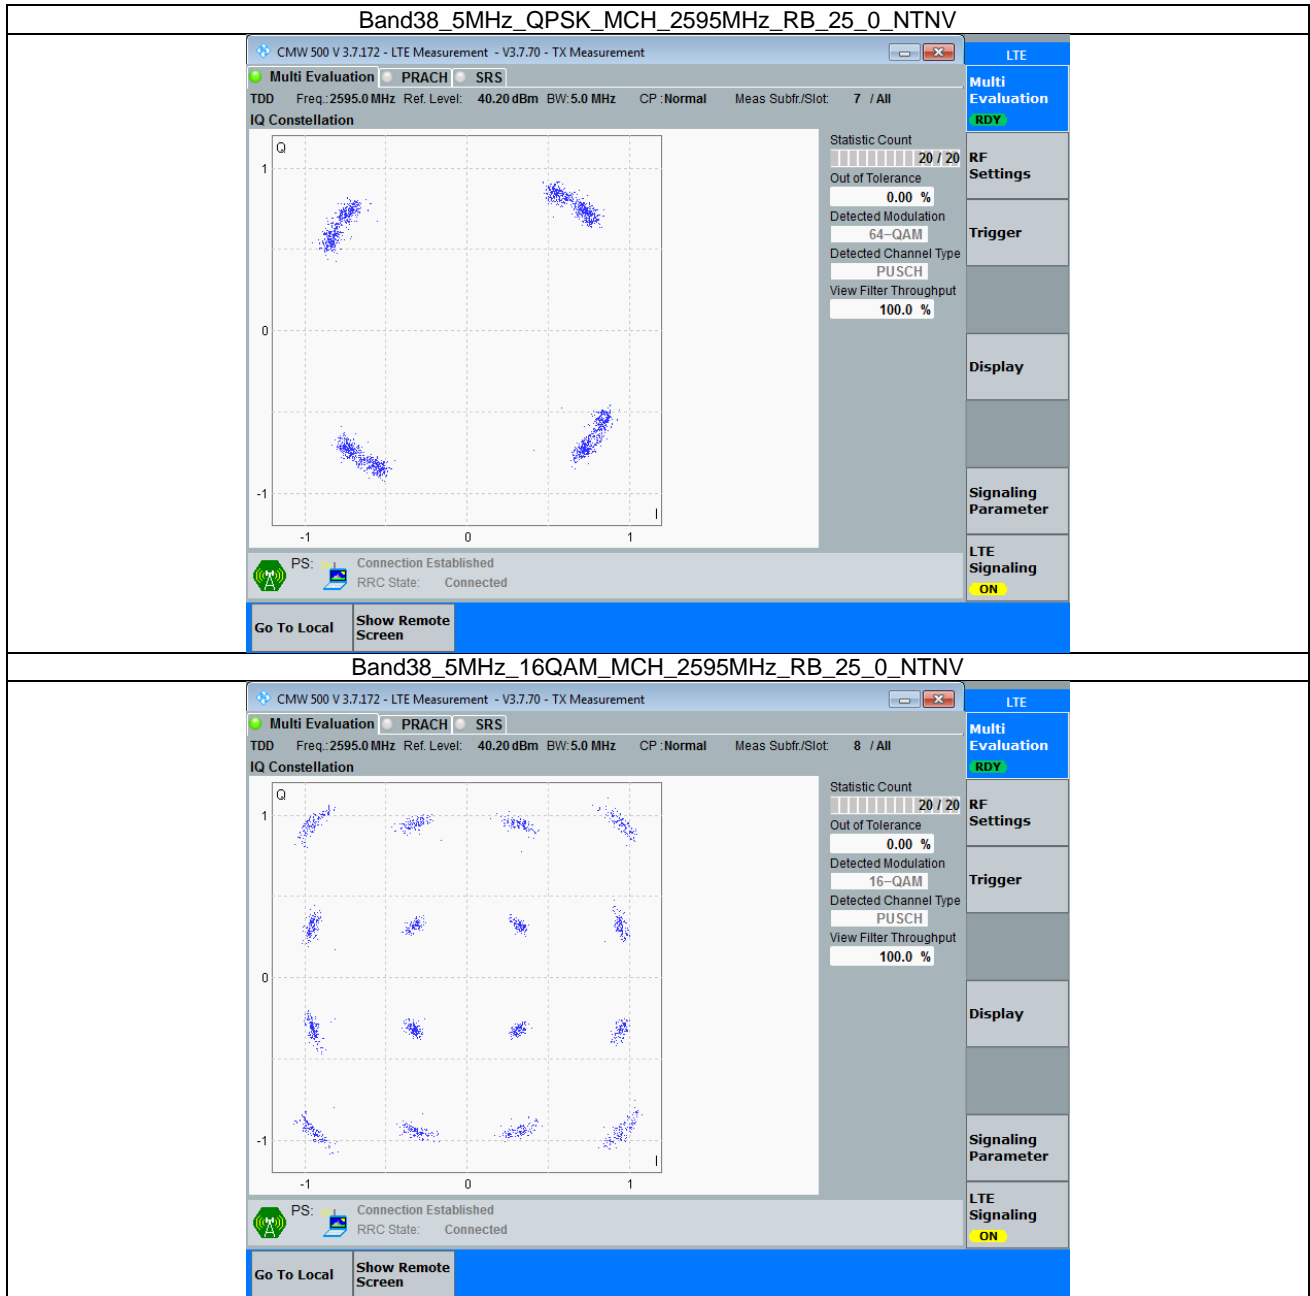 Band38_5MHz_QPSK_MCH_2595MHz_RB_25_0_NTNV
CMW 500 V 3.7.172 - LTE Measurement - V3.7.70 - TX Measurement
LTE
Multi Evaluation PRACH SRS
Multi
Evaluation
RDY
TDD Freq.: 2595.0 MHz Ref. Level: 40.20 dBm BW: 5.0 MHz CP : Normal Meas Subfr./Slot: 7 / All
IQ Constellation
Q
1
0
-1
I
-1 0 1
Statistic Count
20 / 20
Out of Tolerance
0.00 %
Detected Modulation
64-QAM
Detected Channel Type
PUSCH
View Filter Throughput
100.0 %
RF
Settings
Trigger
Display
Signaling
Parameter
LTE
Signaling
ON
PS: Connection Established
RRC State: Connected
Go To Local
Show Remote
Screen
Band38_5MHz_16QAM_MCH_2595MHz_RB_25_0_NTNV
CMW 500 V 3.7.172 - LTE Measurement - V3.7.70 - TX Measurement
LTE
Multi Evaluation PRACH SRS
Multi
Evaluation
RDY
TDD Freq.: 2595.0 MHz Ref. Level: 40.20 dBm BW: 5.0 MHz CP : Normal Meas Subfr./Slot: 8 / All
IQ Constellation
Q
1
0
-1
I
-1 0 1
Statistic Count
20 / 20
Out of Tolerance
0.00 %
Detected Modulation
16-QAM
Detected Channel Type
PUSCH
View Filter Throughput
100.0 %
RF
Settings
Trigger
Display
Signaling
Parameter
LTE
Signaling
ON
PS: Connection Established
RRC State: Connected
Go To Local
Show Remote
Screen